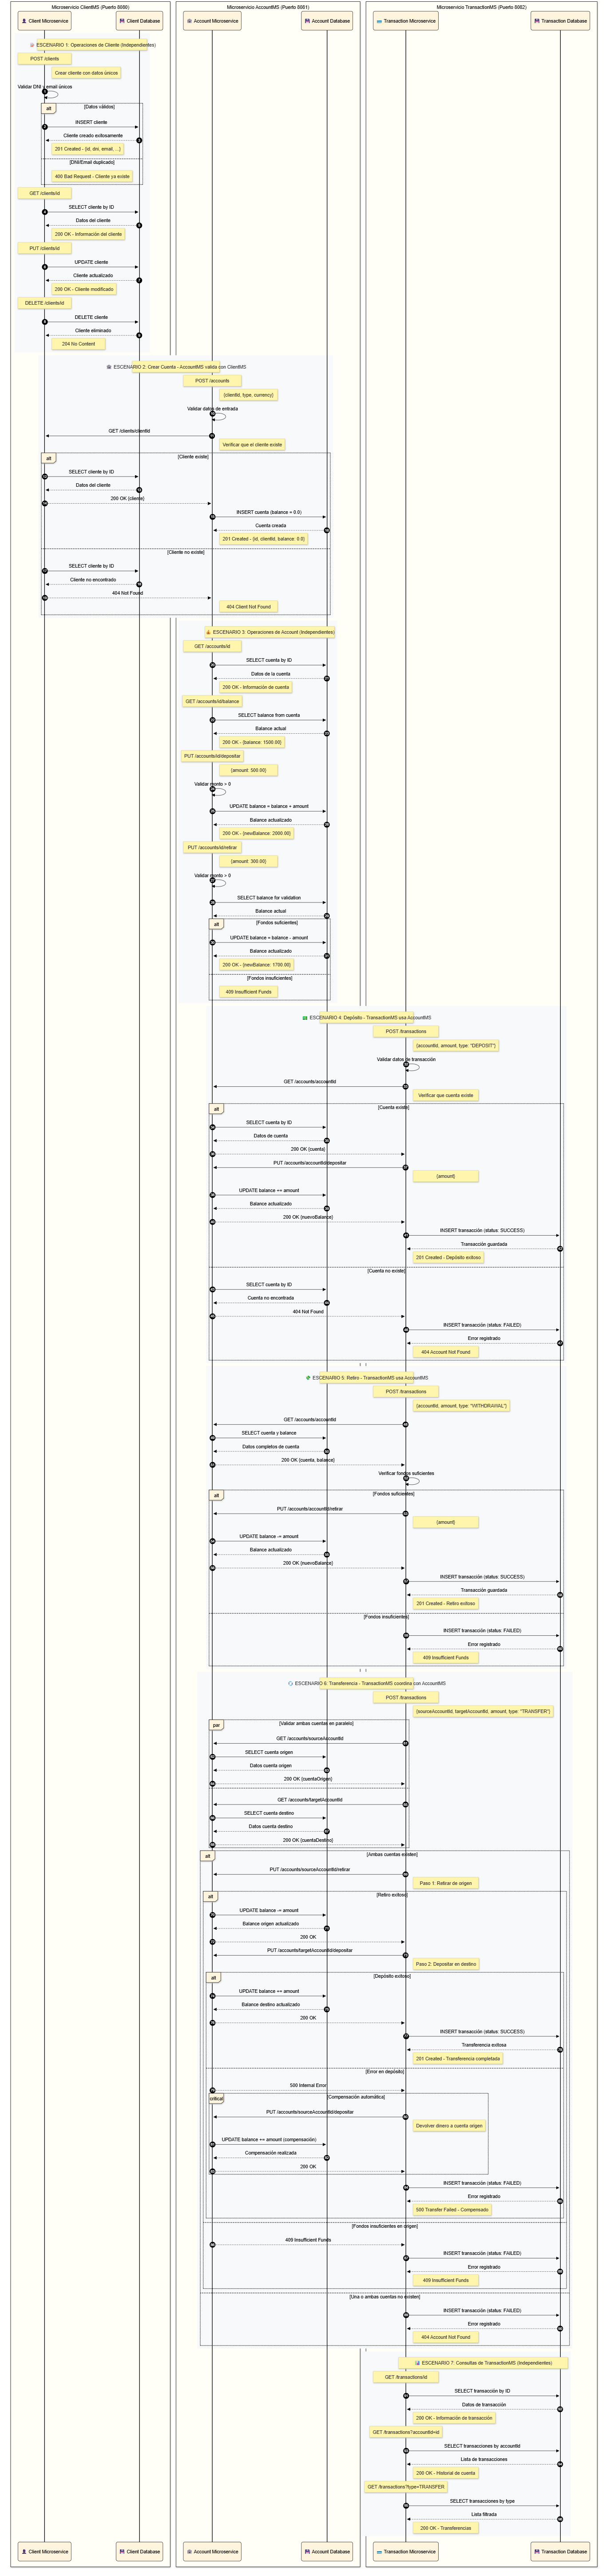 Microservicio ClientMS (Puerto 8080)
Microservicio AccountMS (Puerto 8081)
Microservicio TransactionMS (Puerto 8082)
Client Microservice
Client Database
Account Microservice
Account Database
Transaction Microservice
Transaction Database
ESCENARIO 1: Operaciones de Cliente (Independientes)
POST /clients
Crear cliente con datos únicos
Validar DNI y email únicos
alt
[Datos válidos]
INSERT cliente
Cliente creado exitosamente
201 Created - {id, dni, email, ...}
[DNI/Email duplicado]
400 Bad Request - Cliente ya existe
GET /clients/id
SELECT cliente by ID
Datos del cliente
200 OK - Información del cliente
PUT /clients/id
UPDATE cliente
Cliente actualizado
200 OK - Cliente modificado
DELETE /clients/id
DELETE cliente
Cliente eliminado
204 No Content
ESCENARIO 2: Crear Cuenta - AccountMS valida con ClientMS
POST /accounts
{clientId, type, currency}
Validar datos de entrada
GET /clients/clientId
Verificar que el cliente existe
alt
[Cliente existe]
SELECT cliente by ID
Datos del cliente
200 OK {cliente}
INSERT cuenta (balance = 0.0)
Cuenta creada
201 Created - {id, clientId, balance: 0.0}
[Cliente no existe]
SELECT cliente by ID
Cliente no encontrado
404 Not Found
404 Client Not Found
ESCENARIO 3: Operaciones de Account (Independientes)
GET /accounts/id
SELECT cuenta by ID
Datos de la cuenta
200 OK - Información de cuenta
GET /accounts/id/balance
SELECT balance from cuenta
Balance actual
200 OK - {balance: 1500.00}
PUT /accounts/id/depositar
{amount: 500.00}
Validar monto > 0
UPDATE balance = balance + amount
Balance actualizado
200 OK - {newBalance: 2000.00}
PUT /accounts/id/retirar
{amount: 300.00}
Validar monto > 0
SELECT balance for validation
Balance actual
alt
[Fondos suficientes]
UPDATE balance = balance - amount
Balance actualizado
200 OK - {newBalance: 1700.00}
[Fondos insuficientes]
409 Insufficient Funds
ESCENARIO 4: Depósito - TransactionMS usa AccountMS
POST /transactions
{accountId, amount, type: "DEPOSIT"}
Validar datos de transacción
GET /accounts/accountId
Verificar que cuenta existe
alt
[Cuenta existe]
SELECT cuenta by ID
Datos de cuenta
200 OK {cuenta}
PUT /accounts/accountId/depositar
{amount}
UPDATE balance += amount
Balance actualizado
200 OK {nuevoBalance}
INSERT transacción (status: SUCCESS)
Transacción guardada
201 Created - Depósito exitoso
[Cuenta no existe]
SELECT cuenta by ID
Cuenta no encontrada
404 Not Found
INSERT transacción (status: FAILED)
Error registrado
404 Account Not Found
ESCENARIO 5: Retiro - TransactionMS usa AccountMS
POST /transactions
{accountId, amount, type: "WITHDRAWAL"}
GET /accounts/accountId
SELECT cuenta y balance
Datos completos de cuenta
200 OK {cuenta, balance}
Verificar fondos suficientes
alt
[Fondos suficientes]
PUT /accounts/accountId/retirar
{amount}
UPDATE balance -= amount
Balance actualizado
200 OK {nuevoBalance}
INSERT transacción (status: SUCCESS)
Transacción guardada
201 Created - Retiro exitoso
[Fondos insuficientes]
INSERT transacción (status: FAILED)
Error registrado
409 Insufficient Funds
ESCENARIO 6: Transferencia - TransactionMS coordina con AccountMS
POST /transactions
{sourceAccountId, targetAccountId, amount, type: "TRANSFER"}
par
[Validar ambas cuentas en paralelo]
GET /accounts/sourceAccountId
SELECT cuenta origen
Datos cuenta origen
200 OK {cuentaOrigen}
GET /accounts/targetAccountId
SELECT cuenta destino
Datos cuenta destino
200 OK {cuentaDestino}
alt
[Ambas cuentas existen]
PUT /accounts/sourceAccountId/retirar
Paso 1: Retirar de origen
alt
[Retiro exitoso]
UPDATE balance -= amount
Balance origen actualizado
200 OK
PUT /accounts/targetAccountId/depositar
Paso 2: Depositar en destino
alt
[Depósito exitoso]
UPDATE balance += amount
Balance destino actualizado
200 OK
INSERT transacción (status: SUCCESS)
Transferencia exitosa
201 Created - Transferencia completada
[Error en depósito]
500 Internal Error
critical
[Compensación automática]
PUT /accounts/sourceAccountId/depositar
Devolver dinero a cuenta origen
UPDATE balance += amount (compensación)
Compensación realizada
200 OK
INSERT transacción (status: FAILED)
Error registrado
500 Transfer Failed - Compensado
[Fondos insuficientes en origen]
409 Insufficient Funds
INSERT transacción (status: FAILED)
Error registrado
409 Insufficient Funds
[Una o ambas cuentas no existen]
INSERT transacción (status: FAILED)
Error registrado
404 Account Not Found
ESCENARIO 7: Consultas de TransactionMS (Independientes)
GET /transactions/id
SELECT transacción by ID
Datos de transacción
200 OK - Información de transacción
GET /transactions?accountId=id
SELECT transacciones by accountId
Lista de transacciones
200 OK - Historial de cuenta
GET /transactions?type=TRANSFER
SELECT transacciones by type
Lista filtrada
200 OK - Transferencias
Client Microservice
Client Database
Account Microservice
Account Database
Transaction Microservice
Transaction Database